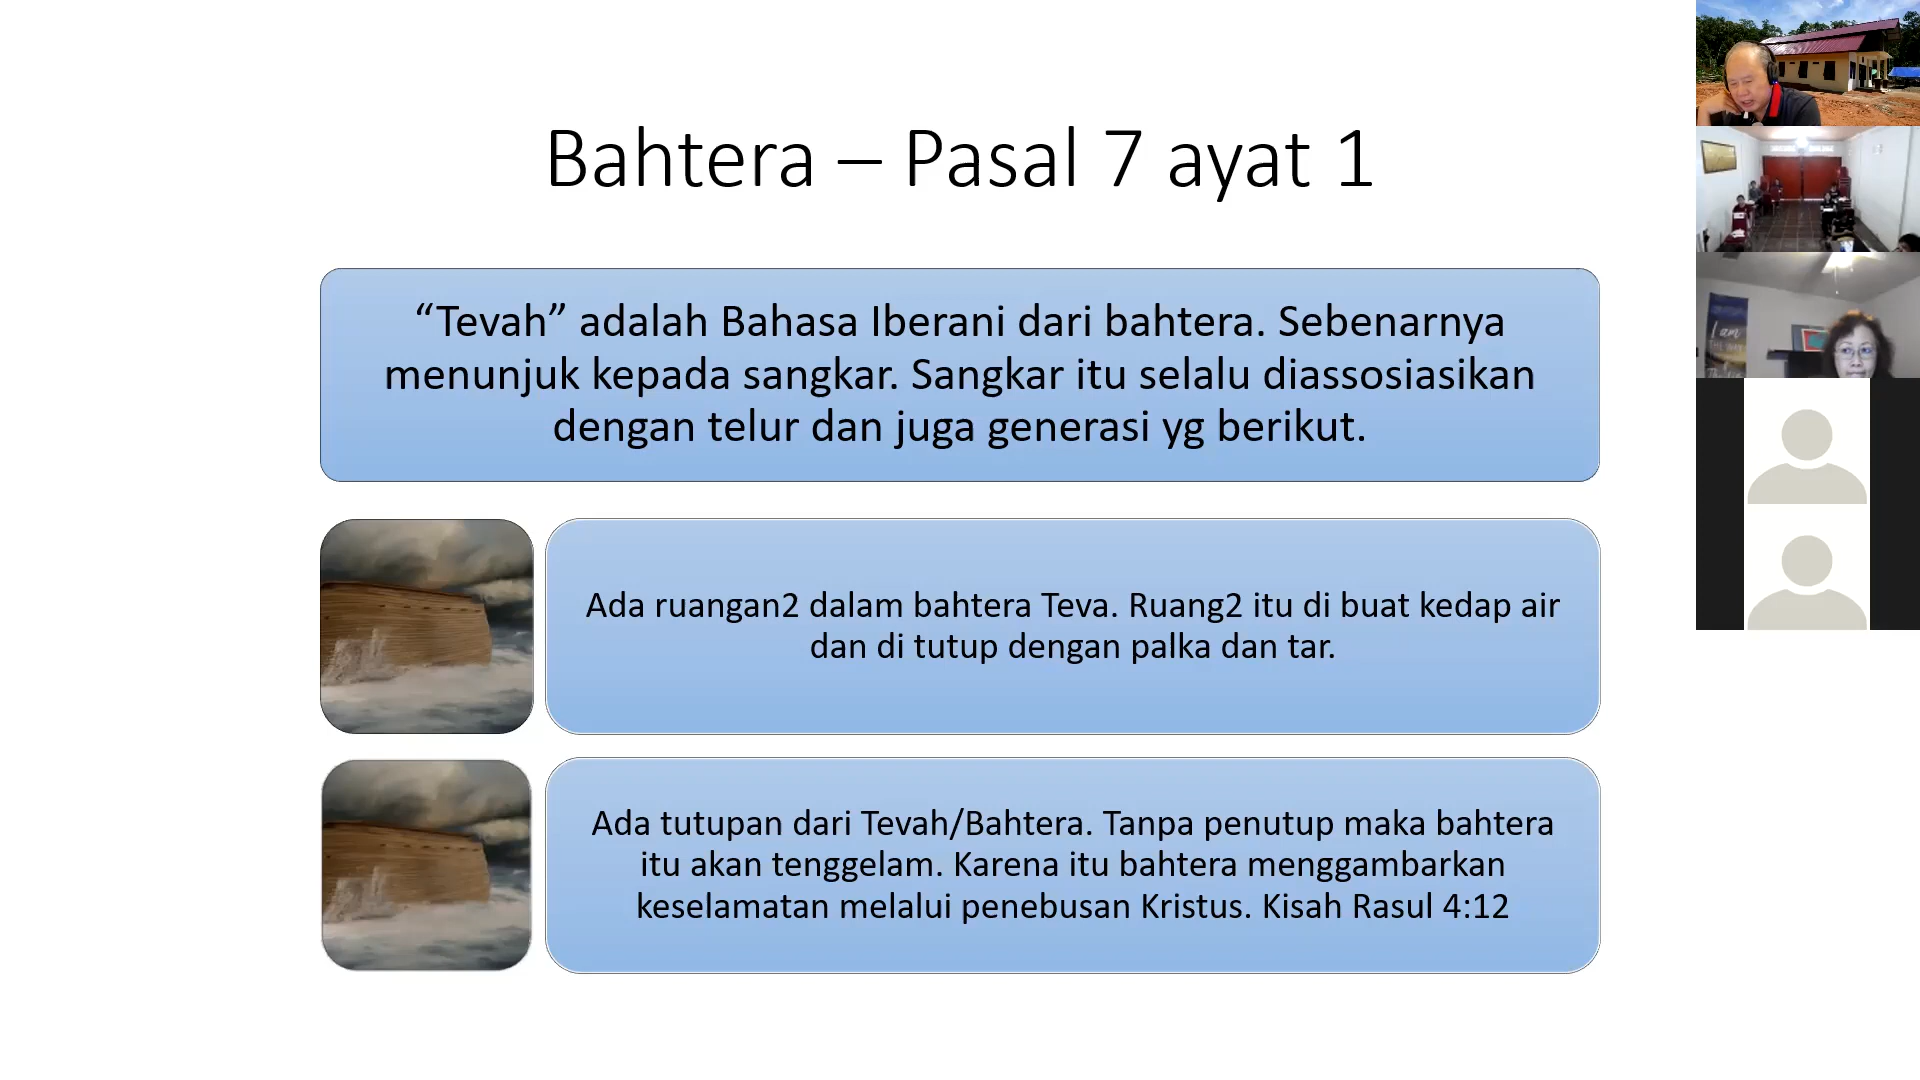 Bahtera – Pasal 7 ayat 1
“Tevah” adalah Bahasa Iberani dari bahtera. Sebenarnya
menunjuk kepada sangkar. Sangkar itu selalu diassosiasikan
dengan telur dan juga generasi yg berikut.
Ada ruangan2 dalam bahtera Teva. Ruang2 itu di buat kedap air
dan di tutup dengan palka dan tar.
Ada tutupan dari Tevah/Bahtera. Tanpa penutup maka bahtera
itu akan tenggelam. Karena itu bahtera menggambarkan
keselamatan melalui penebusan Kristus. Kisah Rasul 4:12
I am